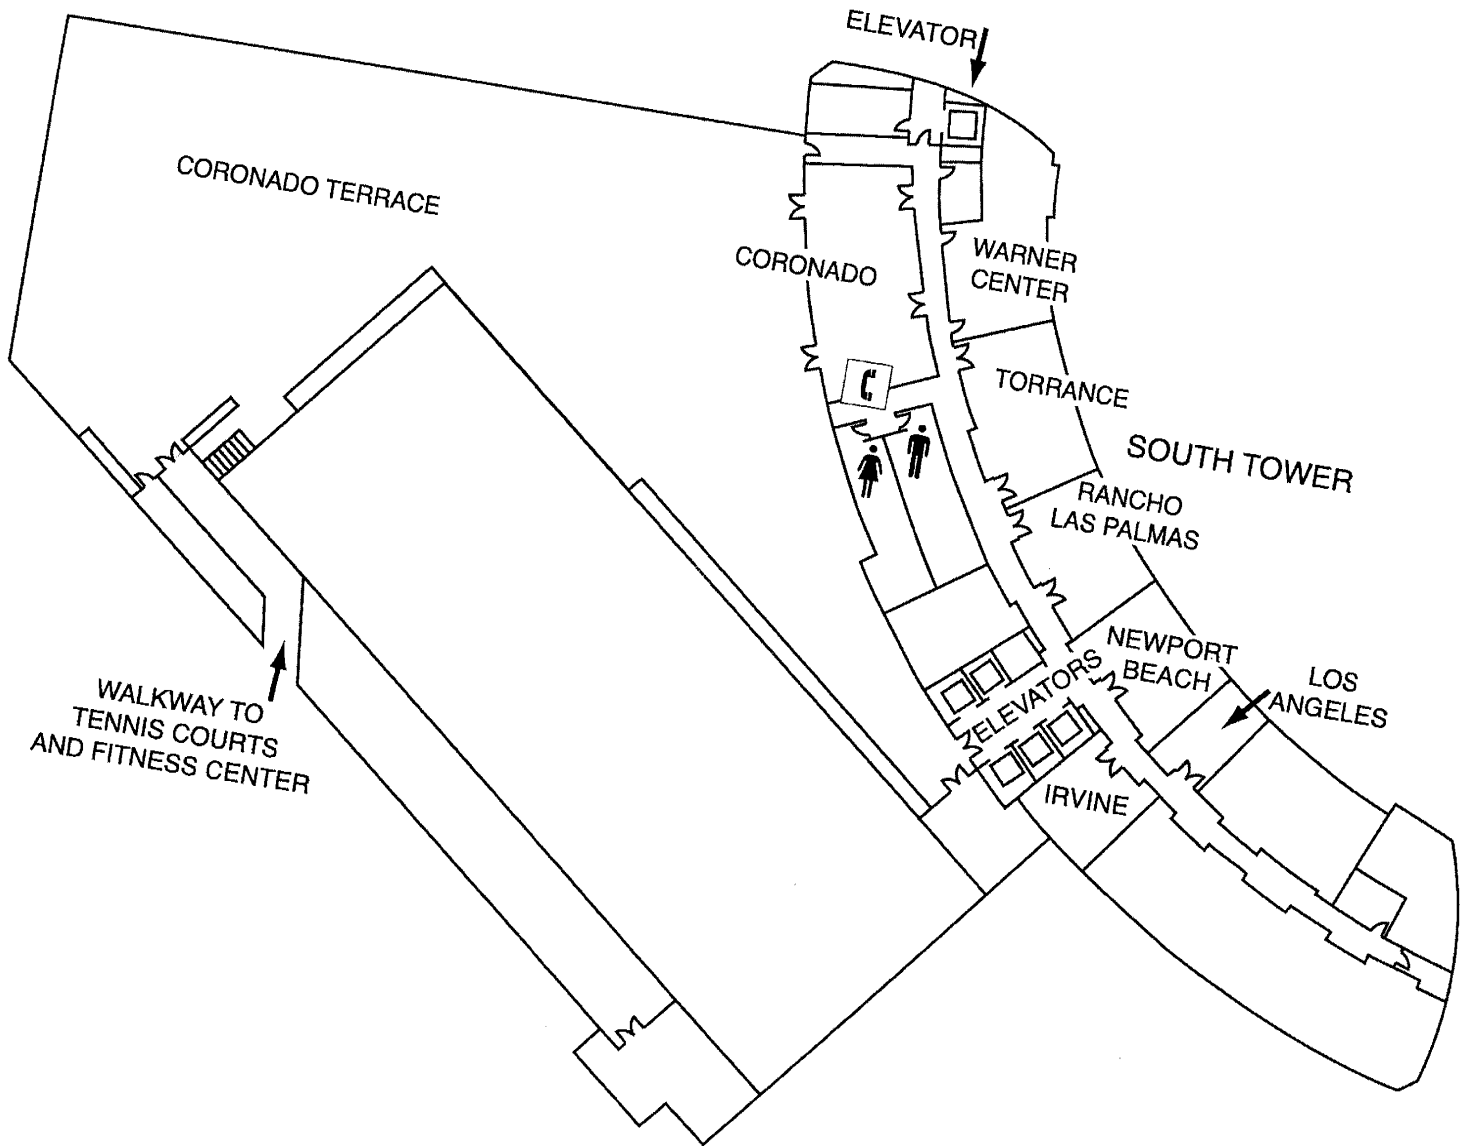 ELEVATOR
CORONADO TERRACE
CORONADO
WARNER
CENTER
TORRANCE
SOUTH TOWER
RANCHO
LAS PALMAS
NEWPORT
BEACH
ELEVATORS
LOS
ANGELES
WALKWAY TO
TENNIS COURTS
AND FITNESS CENTER
IRVINE